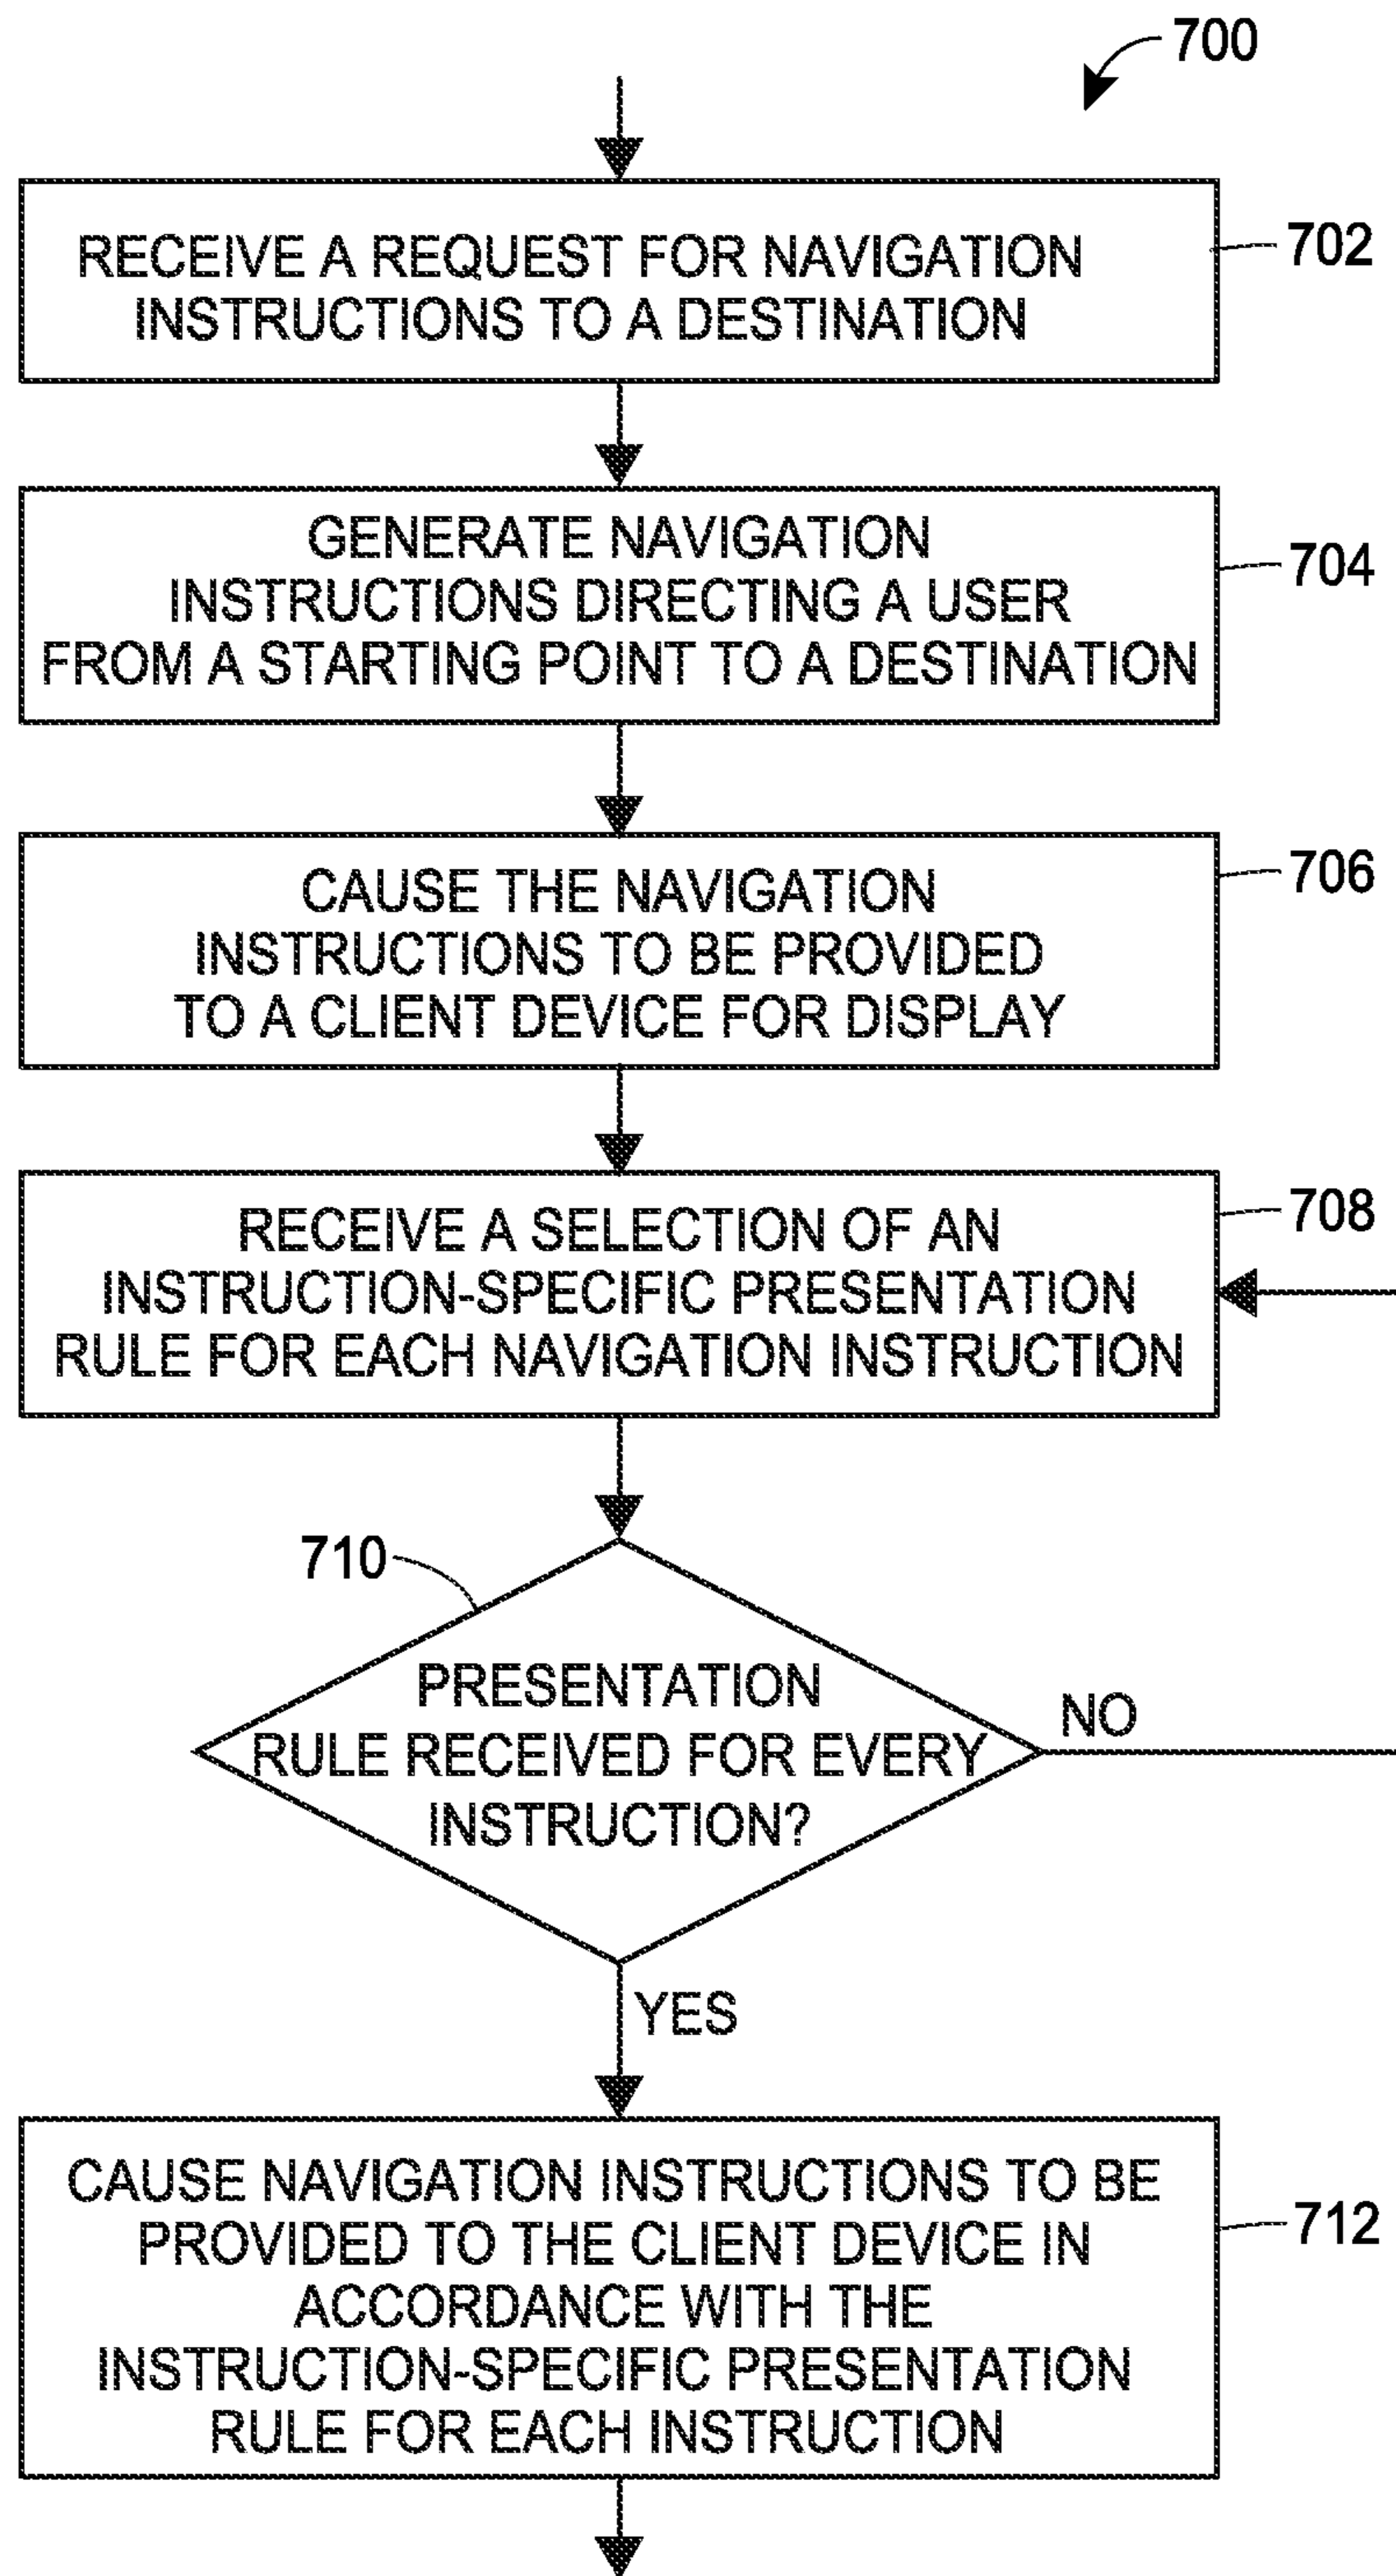 700
RECEIVE A REQUEST FOR NAVIGATION
INSTRUCTIONS TO A DESTINATION
702
GENERATE NAVIGATION
INSTRUCTIONS DIRECTING A USER
FROM A STARTING POINT TO A DESTINATION
704
CAUSE THE NAVIGATION
INSTRUCTIONS TO BE PROVIDED
TO A CLIENT DEVICE FOR DISPLAY
706
RECEIVE A SELECTION OF AN
INSTRUCTION-SPECIFIC PRESENTATION
RULE FOR EACH NAVIGATION INSTRUCTION
708
710
PRESENTATION
RULE RECEIVED FOR EVERY
INSTRUCTION?
NO
YES
CAUSE NAVIGATION INSTRUCTIONS TO BE
PROVIDED TO THE CLIENT DEVICE IN
ACCORDANCE WITH THE
INSTRUCTION-SPECIFIC PRESENTATION
RULE FOR EACH INSTRUCTION
712